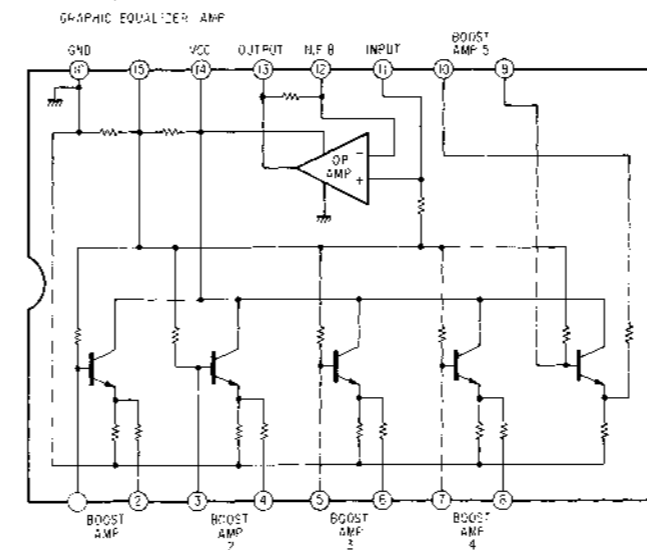 GRAPHIC EQUALIZER AMP
GND
VCC
OUTPUT
N.F.B
INPUT
BOOST
AMP 5
15
14
13
12
11
10
9
OP
AMP
−
+
2
3
4
5
6
7
8
BOOST
AMP
BOOST
AMP
2
BOOST
AMP
3
BOOST
AMP
4